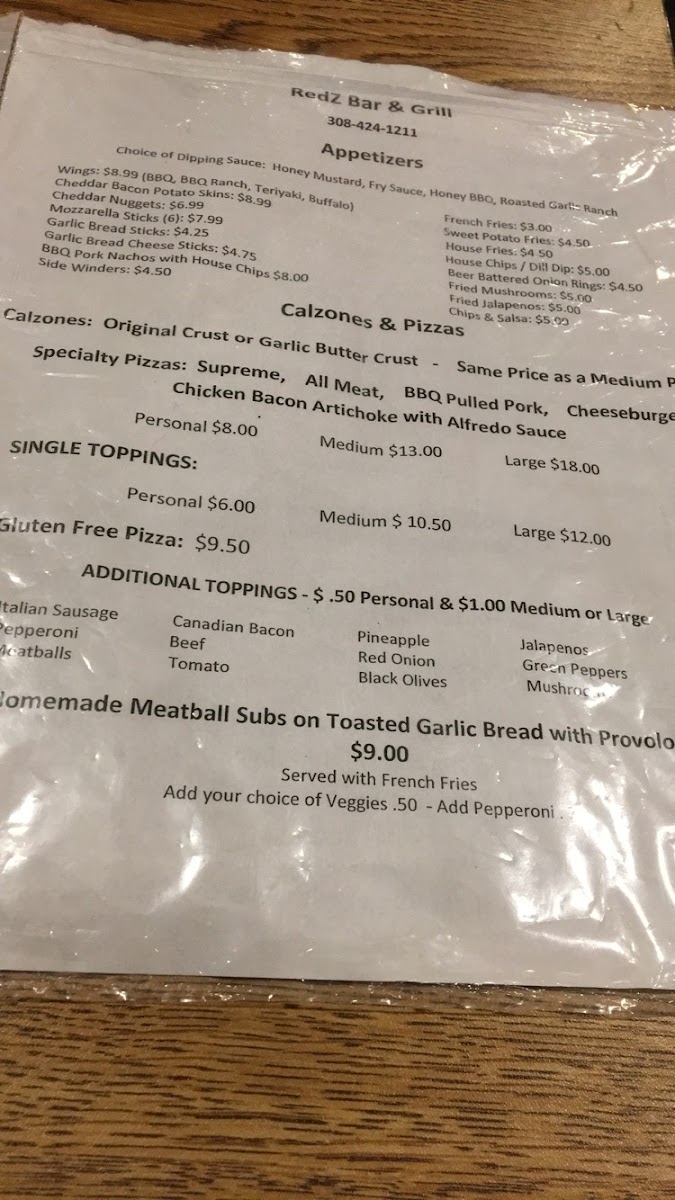 RedZ Bar & Grill
308-424-1211
Appetizers
Choice of Dipping Sauce: Honey Mustard, Fry Sauce, Honey BBQ, Roasted Garlic Ranch
Wings: $8.99 (BBQ, BBQ Ranch, Teriyaki, Buffalo)
Cheddar Bacon Potato Skins: $8.99
Cheddar Nuggets: $6.99
Mozzarella Sticks (6): $7.99
Garlic Bread Sticks: $4.25
Garlic Bread Cheese Sticks: $4.75
BBQ Pork Nachos with House Chips $8.00
Side Winders: $4.50
French Fries: $3.00
Sweet Potato Fries: $4.50
House Fries: $4.50
House Chips / Dill Dip: $5.00
Beer Battered Onion Rings: $4.50
Fried Mushrooms: $5.00
Fried Jalapenos: $5.00
Chips & Salsa: $5.00
Calzones & Pizzas
Calzones: Original Crust or Garlic Butter Crust - Same Price as a Medium P
Specialty Pizzas: Supreme, All Meat, BBQ Pulled Pork, Cheeseburge
Chicken Bacon Artichoke with Alfredo Sauce
Personal $8.00 Medium $13.00 Large $18.00
SINGLE TOPPINGS:
Personal $6.00 Medium $ 10.50 Large $12.00
Gluten Free Pizza: $9.50
ADDITIONAL TOPPINGS - $ .50 Personal & $1.00 Medium or Large
Italian Sausage Canadian Bacon Pineapple Jalapenos
Pepperoni Beef Red Onion Green Peppers
Meatballs Tomato Black Olives
Homemade Meatball Subs on Toasted Garlic Bread with Provolo
$9.00
Served with French Fries
Add your choice of Veggies .50 - Add Pepperoni .